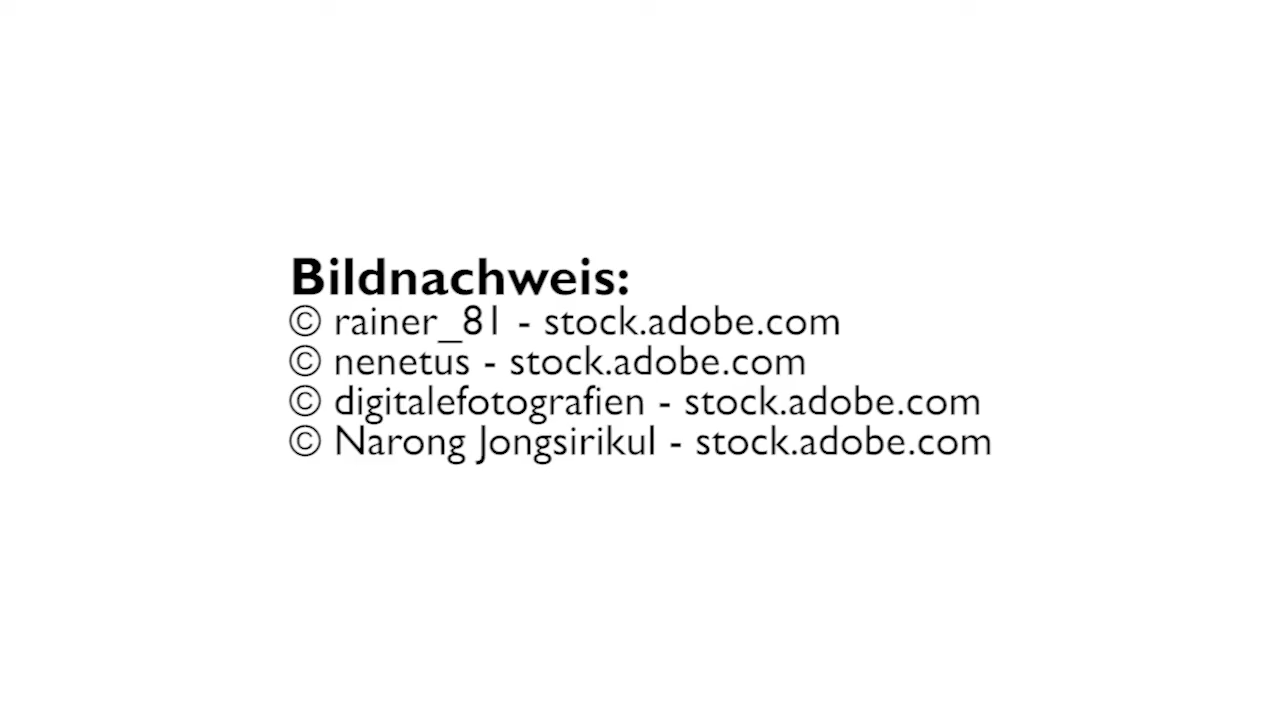 Bildnachweis:
© rainer_81 - stock.adobe.com
© nenetus - stock.adobe.com
© digitalefotografien - stock.adobe.com
© Narong Jongsirikul - stock.adobe.com